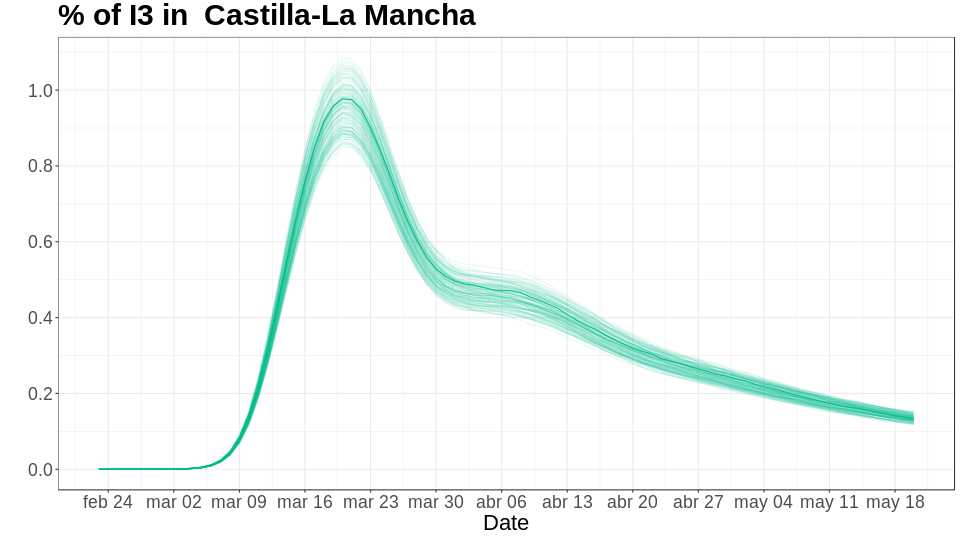 % of I3 in  Castilla-La Mancha
1.0
0.8
0.6
0.4
0.2
0.0
feb 24 mar 02 mar 09 mar 16 mar 23 mar 30 abr 06 abr 13 abr 20 abr 27 may 04 may 11 may 18
Date